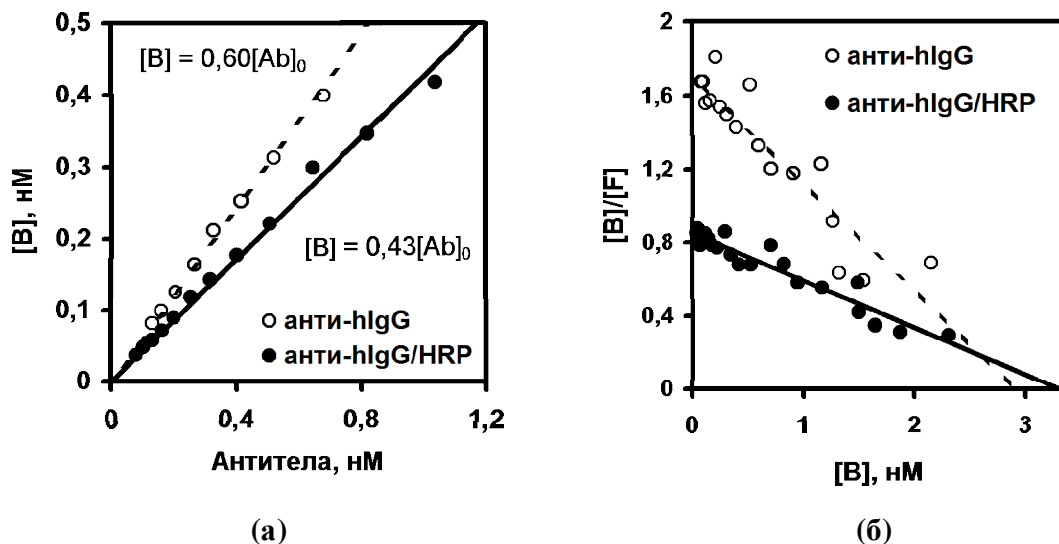 0,5
0,4
0,3
0,2
0,1
0
[B], нМ
[B] = 0,60[Ab]₀
[B] = 0,43[Ab]₀
анти-hIgG
анти-hIgG/HRP
0
0,4
0,8
1,2
Антитела, нМ
(а)
2
1,6
1,2
0,8
0,4
0
[B]/[F]
анти-hIgG
анти-hIgG/HRP
0
1
2
3
[B], нМ
(б)